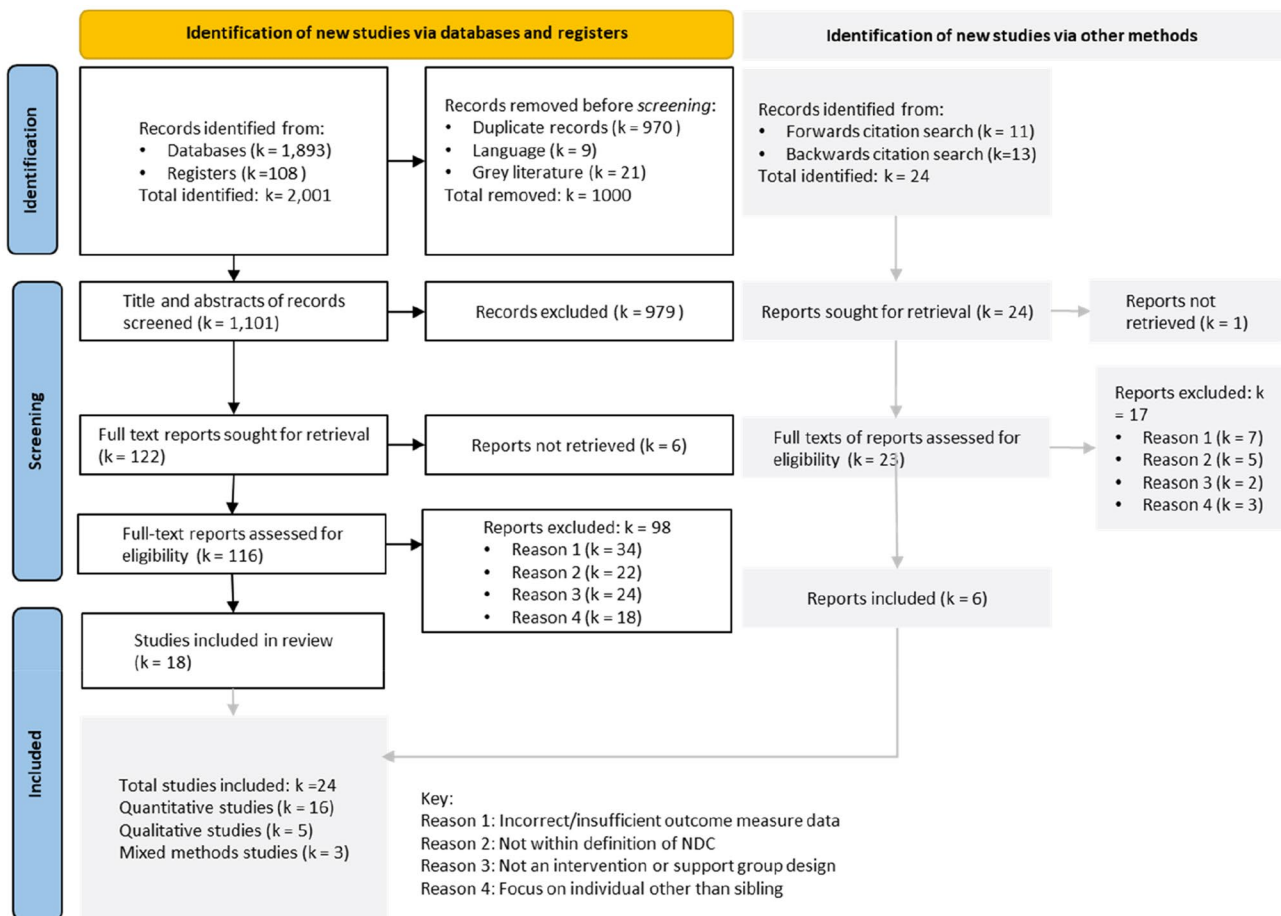 Identification of new studies via databases and registers
Identification of new studies via other methods
Identification
Records identified from:
• Databases (k = 1,893)
• Registers (k =108)
Total identified: k= 2,001
Records removed before screening:
• Duplicate records (k = 970)
• Language (k = 9)
• Grey literature (k = 21)
Total removed: k = 1000
Records identified from:
• Forwards citation search (k = 11)
• Backwards citation search (k=13)
Total identified: k = 24
Screening
Title and abstracts of records
screened (k = 1,101)
Records excluded (k = 979)
Reports sought for retrieval (k = 24)
Reports not
retrieved (k = 1)
Full text reports sought for retrieval
(k = 122)
Reports not retrieved (k = 6)
Full texts of reports assessed for
eligibility (k = 23)
Reports excluded: k
= 17
• Reason 1 (k = 7)
• Reason 2 (k = 5)
• Reason 3 (k = 2)
• Reason 4 (k = 3)
Full-text reports assessed for
eligibility (k = 116)
Reports excluded: k = 98
• Reason 1 (k = 34)
• Reason 2 (k = 22)
• Reason 3 (k = 24)
• Reason 4 (k = 18)
Reports included (k = 6)
Included
Studies included in review
(k = 18)
Total studies included: k =24
Quantitative studies (k = 16)
Qualitative studies (k = 5)
Mixed methods studies (k = 3)
Key:
Reason 1: Incorrect/insufficient outcome measure data
Reason 2: Not within definition of NDC
Reason 3: Not an intervention or support group design
Reason 4: Focus on individual other than sibling